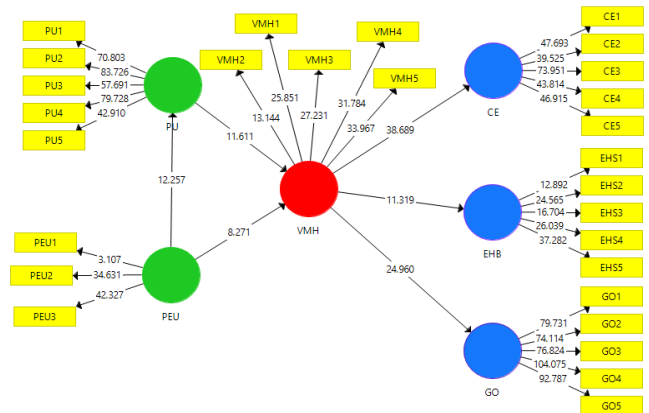 PU1
PU2
PU3
PU4
PU5
70.803
83.726
57.691
79.728
42.910
PU
VMH1
VMH2
VMH3
VMH4
VMH5
25.851
13.144
27.231
31.784
33.967
11.611
12.257
8.271
VMH
PEU1
PEU2
PEU3
3.107
34.631
42.327
PEU
38.689
11.319
24.960
CE1
CE2
CE3
CE4
CE5
47.693
39.525
73.951
43.814
46.915
CE
EHS1
EHS2
EHS3
EHS4
EHS5
12.892
24.565
16.704
26.039
37.282
EHB
GO1
GO2
GO3
GO4
GO5
79.731
74.114
76.824
104.075
92.787
GO